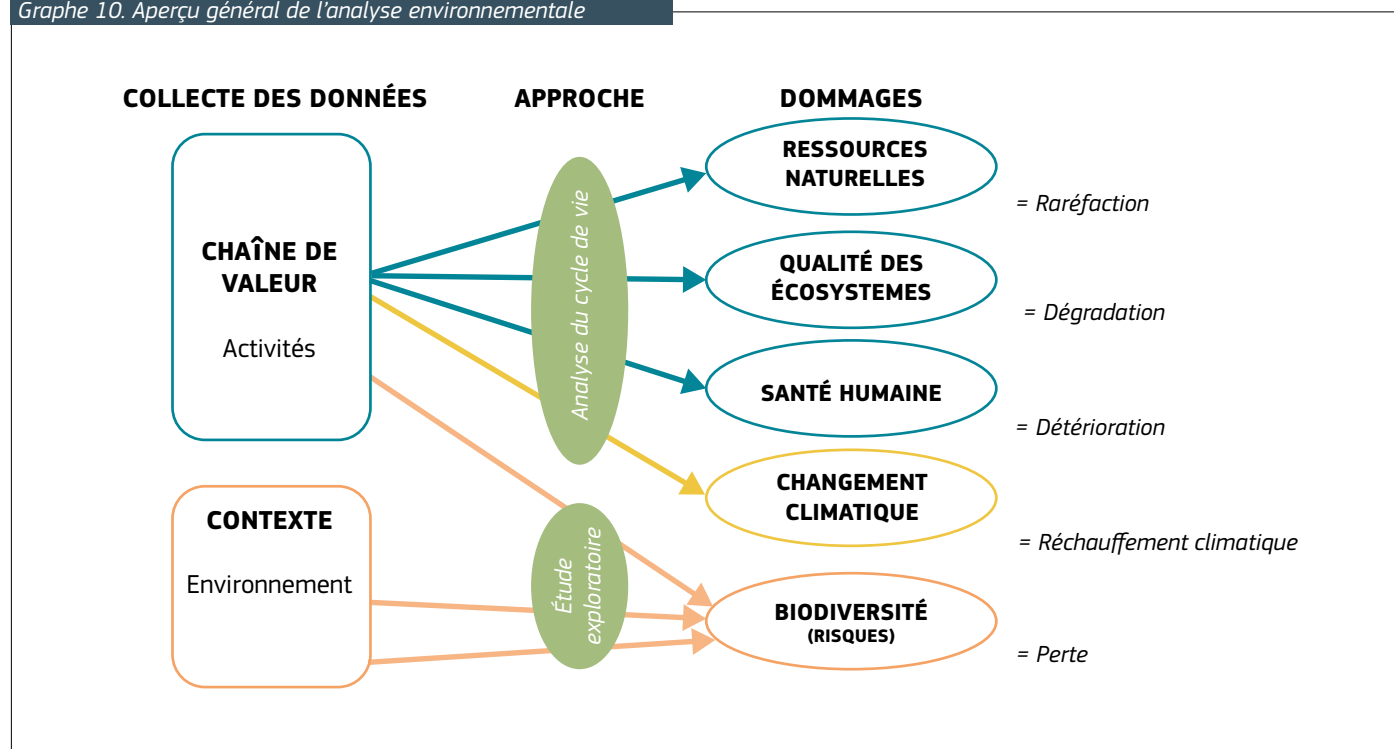 Graphe 10. Aperçu général de l'analyse environnementale
COLLECTE DES DONNÉES
APPROCHE
DOMMAGES
CHAÎNE DE
VALEUR
Activités
CONTEXTE
Environnement
Analyse du cycle de vie
Étude
exploratoire
RESSOURCES
NATURELLES
= Raréfaction
QUALITÉ DES
ÉCOSYSTEMES
= Dégradation
SANTÉ HUMAINE
= Détérioration
CHANGEMENT
CLIMATIQUE
= Réchauffement climatique
BIODIVERSITÉ
(RISQUES)
= Perte